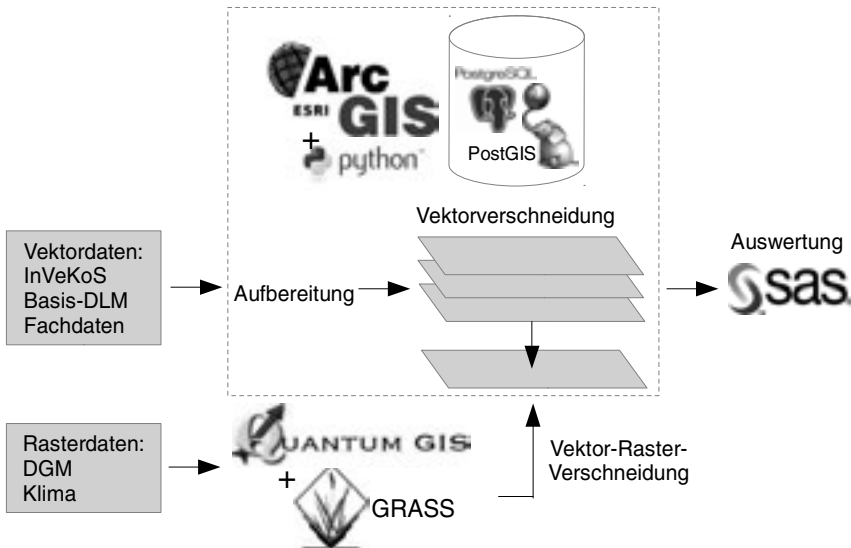 Arc
ESRI GIS
+
python
PostgreSQL
PostGIS
Vektorverschneidung
Auswertung
sas
Vektordaten:
InVeKoS
Basis-DLM
Fachdaten
Aufbereitung
Rasterdaten:
DGM
Klima
QUANTUM GIS
+
GRASS
Vektor-Raster-
Verschneidung